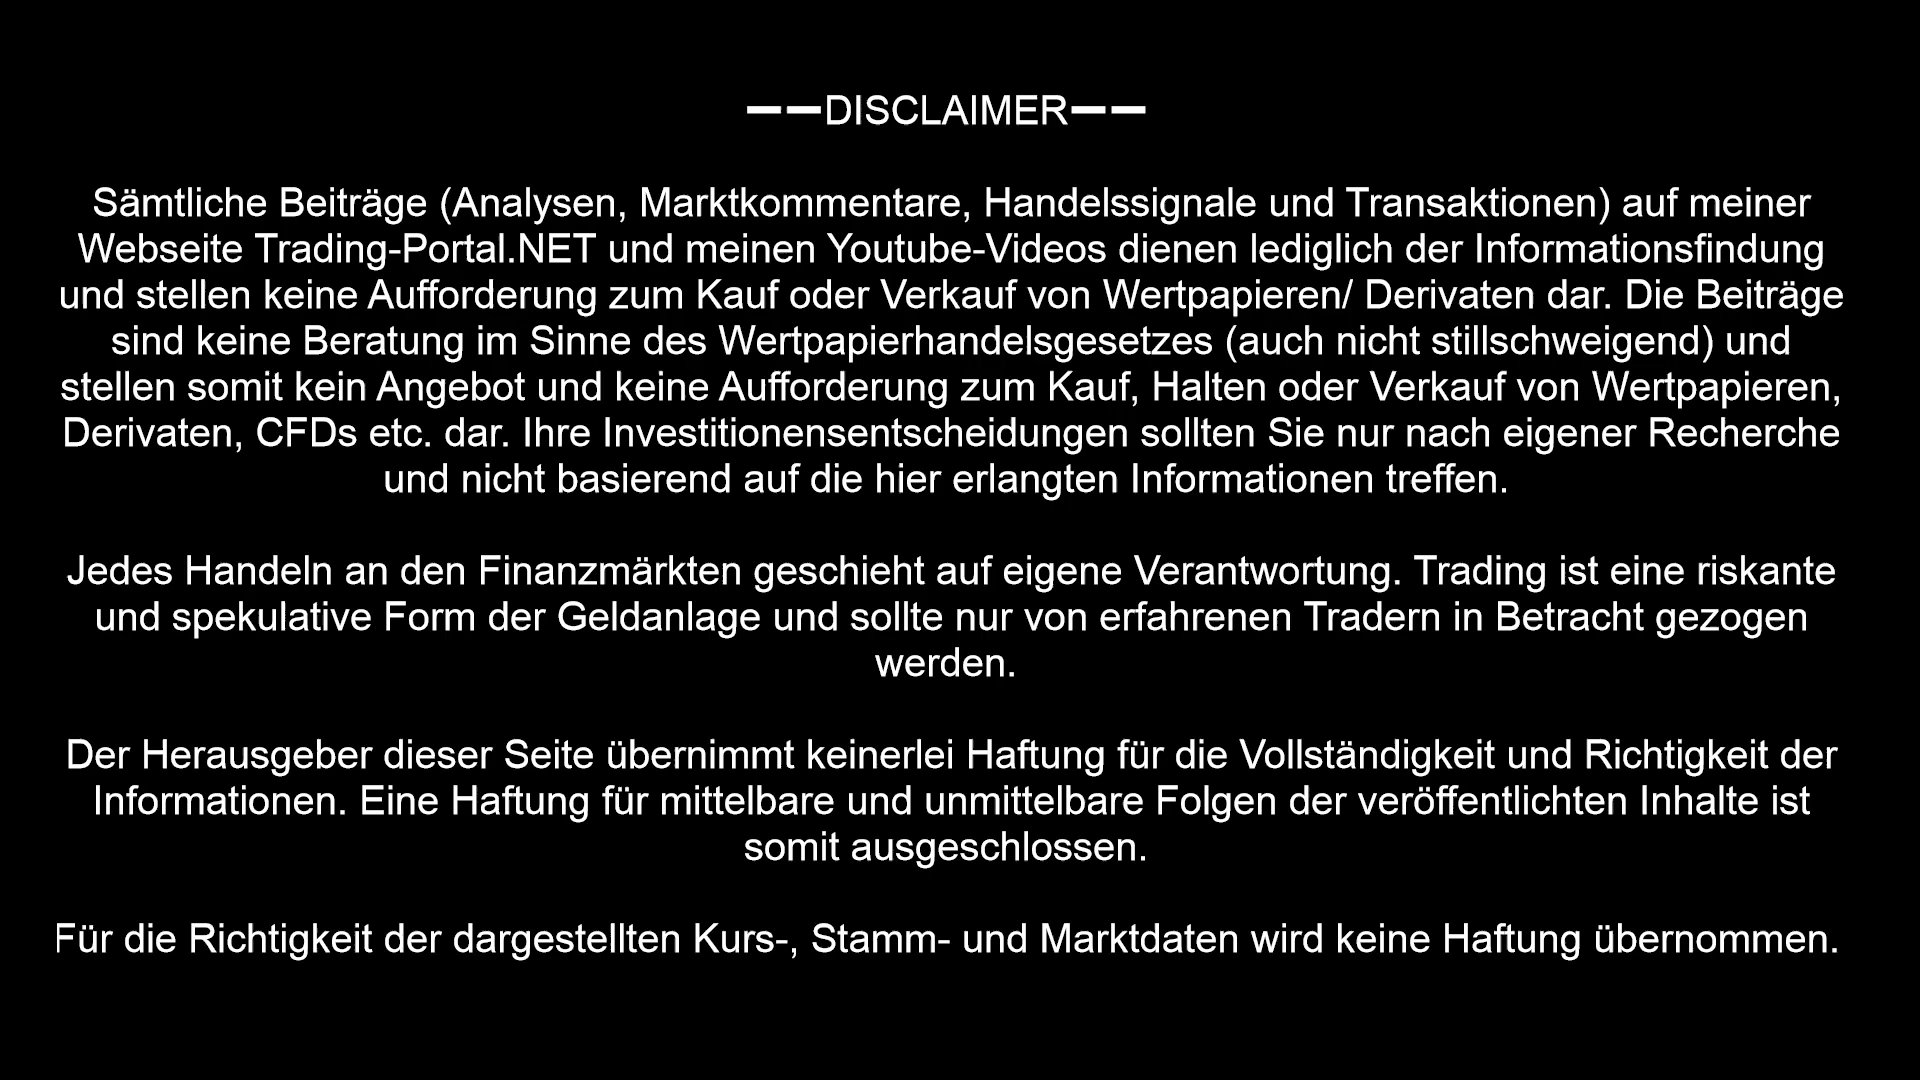 ——DISCLAIMER——
Sämtliche Beiträge (Analysen, Marktkommentare, Handelssignale und Transaktionen) auf meiner
Webseite Trading-Portal.NET und meinen Youtube-Videos dienen lediglich der Informationsfindung
und stellen keine Aufforderung zum Kauf oder Verkauf von Wertpapieren/ Derivaten dar. Die Beiträge
sind keine Beratung im Sinne des Wertpapierhandelsgesetzes (auch nicht stillschweigend) und
stellen somit kein Angebot und keine Aufforderung zum Kauf, Halten oder Verkauf von Wertpapieren,
Derivaten, CFDs etc. dar. Ihre Investitionensentscheidungen sollten Sie nur nach eigener Recherche
und nicht basierend auf die hier erlangten Informationen treffen.
Jedes Handeln an den Finanzmärkten geschieht auf eigene Verantwortung. Trading ist eine riskante
und spekulative Form der Geldanlage und sollte nur von erfahrenen Tradern in Betracht gezogen
werden.
Der Herausgeber dieser Seite übernimmt keinerlei Haftung für die Vollständigkeit und Richtigkeit der
Informationen. Eine Haftung für mittelbare und unmittelbare Folgen der veröffentlichten Inhalte ist
somit ausgeschlossen.
Für die Richtigkeit der dargestellten Kurs-, Stamm- und Marktdaten wird keine Haftung übernommen.